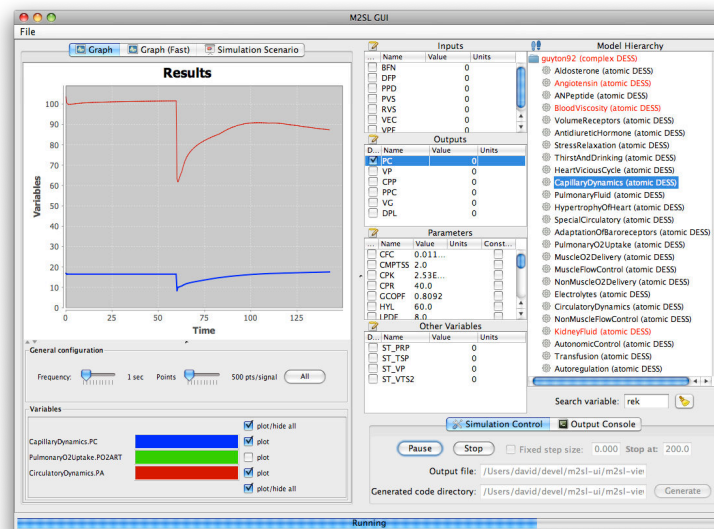 M2SL GUI
File
Graph
Graph (Fast)
Simulation Scenario
Results
100
90
80
70
60
50
40
30
20
10
0
0
25
50
75
100
125
Variables
Time
General configuration
Frequency:
1 sec
Points
500 pts/signal
All
Variables
plot/hide all
CapillaryDynamics.PC
plot
PulmonaryO2Uptake.PO2ART
plot
CirculatoryDynamics.PA
plot
plot/hide all
Inputs
... Name Value Units
BFN 0
DFP 0
PPD 0
PVS 0
RVS 0
VEC 0
VPF 0
Outputs
D... Name Value Units
PC 0
VP 0
CPP 0
PPC 0
VG 0
DPL 0
Parameters
... Name Value Units Const...
CFC 0.011...
CMPTSS 2.0
CPK 2.53E...
CPR 40.0
GCOPF 0.8092
HYL 60.0
LPDF 8.0
Other Variables
D... Name Value Units
ST_PRP 0
ST_TSP 0
ST_VP 0
ST_VTS2 0
Model Hierarchy
guyton92 (complex DESS)
Aldosterone (atomic DESS)
Angiotensin (atomic DESS)
ANPeptide (atomic DESS)
BloodViscosity (atomic DESS)
VolumeReceptors (atomic DESS)
AntidiureticHormone (atomic DESS)
StressRelaxation (atomic DESS)
ThirstAndDrinking (atomic DESS)
HeartViciousCycle (atomic DESS)
CapillaryDynamics (atomic DESS)
PulmonaryFluid (atomic DESS)
HypertrophyOfHeart (atomic DESS)
SpecialCirculatory (atomic DESS)
AdaptationOfBaroreceptors (atomic DESS)
PulmonaryO2Uptake (atomic DESS)
MuscleO2Delivery (atomic DESS)
MuscleFlowControl (atomic DESS)
NonMuscleO2Delivery (atomic DESS)
Electrolytes (atomic DESS)
CirculatoryDynamics (atomic DESS)
NonMuscleFlowControl (atomic DESS)
KidneyFluid (atomic DESS)
AutonomicControl (atomic DESS)
Transfusion (atomic DESS)
Autoregulation (atomic DESS)
Search variable: rek
Simulation Control
Output Console
Pause
Stop
Fixed step size: 0.000 Stop at: 200.0
Output file: /Users/david/devel/m2sl-ui/m2sl-vie
Generated code directory: /Users/david/devel/m2sl-ui/m2sl-vie
Generate
Running